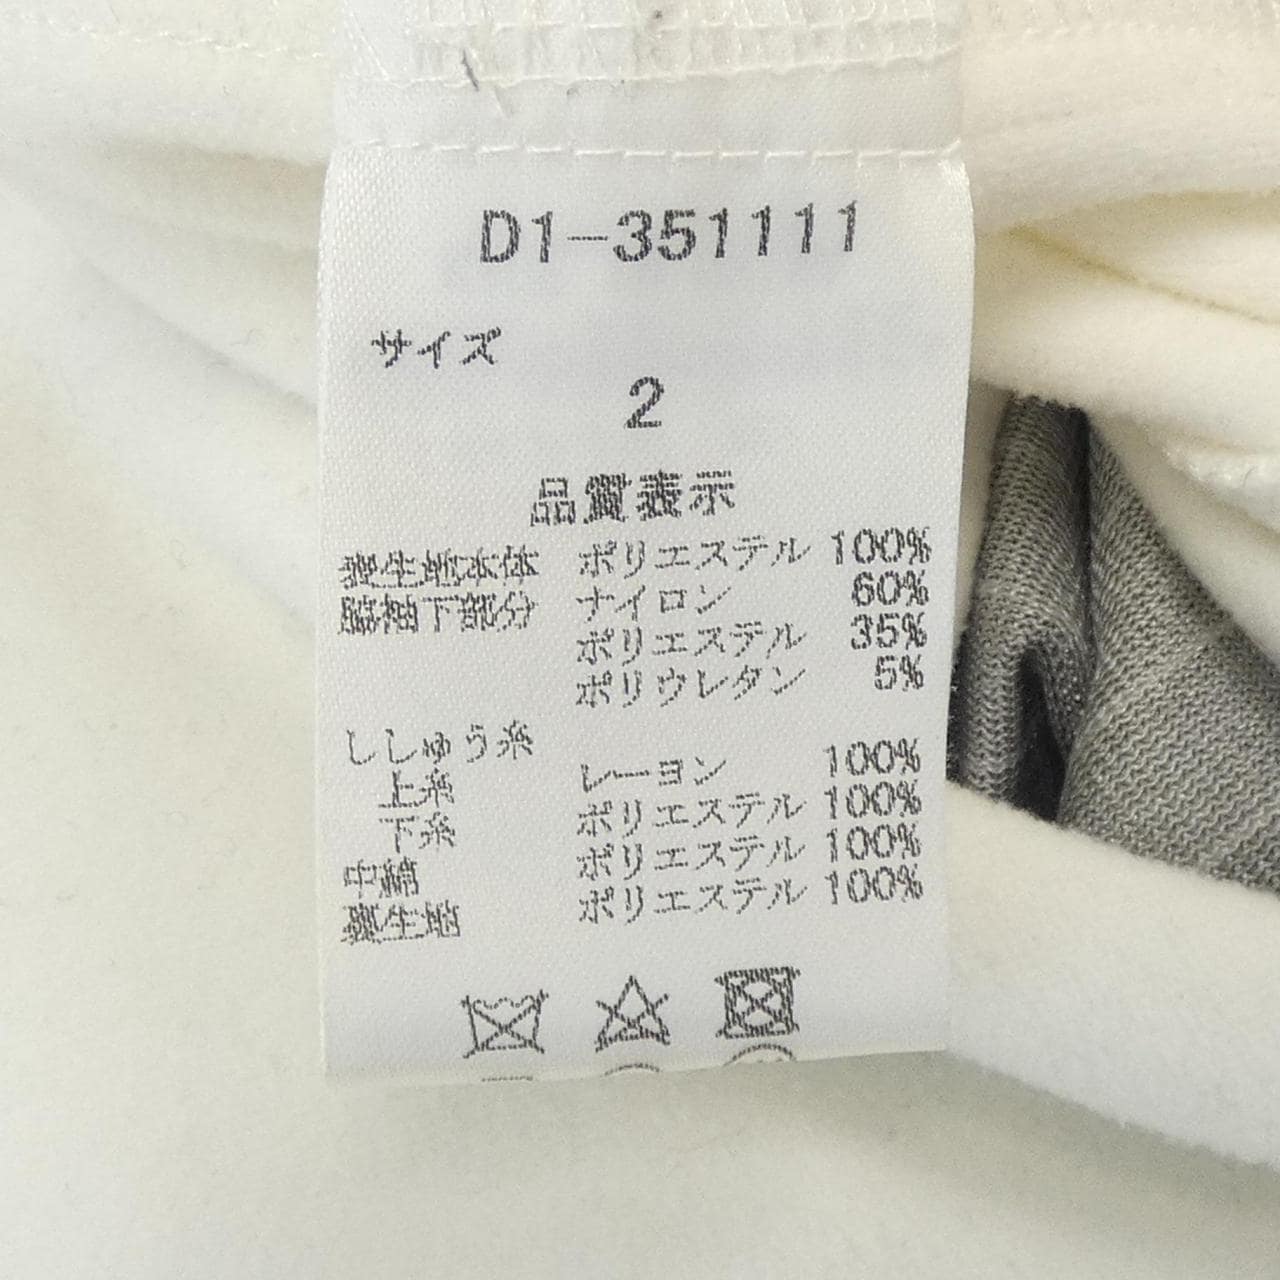 D1-351111
サイズ
2
品質表示
表生地本体 ポリエステル 100%
脇袖下部分 ナイロン 60%
ポリエステル 35%
ポリウレタン 5%
ししゅう糸
上糸 レーヨン 100%
下糸 ポリエステル 100%
中綿 ポリエステル 100%
裏生地 ポリエステル 100%